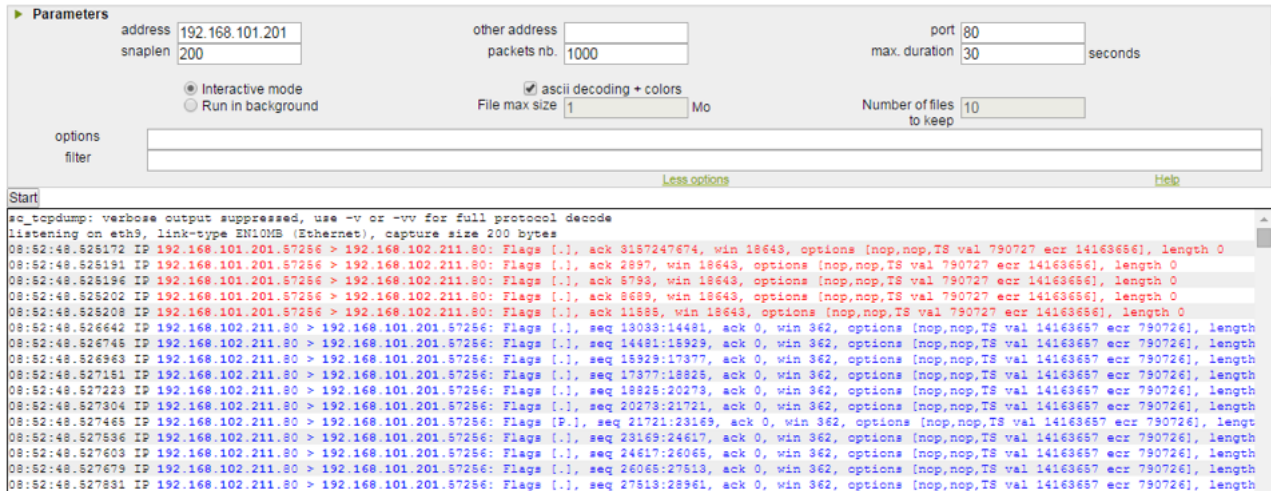 Parameters
address 192.168.101.201 other address port 80
snaplen 200 packets nb. 1000 max. duration 30 seconds
Interactive mode ascii decoding + colors
Run in background File max size 1 Mo Number of files to keep 10
options
filter
Less options Help
Start
sc_tcpdump: verbose output suppressed, use -v or -vv for full protocol decode
listening on eth9, link-type EN10MB (Ethernet), capture size 200 bytes
08:52:48.525172 IP 192.168.101.201.57256 > 192.168.102.211.80: Flags [.], ack 3157247674, win 18643, options [nop,nop,TS val 790727 ecr 14163656], length 0
08:52:48.525191 IP 192.168.101.201.57256 > 192.168.102.211.80: Flags [.], ack 2897, win 18643, options [nop,nop,TS val 790727 ecr 14163656], length 0
08:52:48.525196 IP 192.168.101.201.57256 > 192.168.102.211.80: Flags [.], ack 5793, win 18643, options [nop,nop,TS val 790727 ecr 14163656], length 0
08:52:48.525202 IP 192.168.101.201.57256 > 192.168.102.211.80: Flags [.], ack 8689, win 18643, options [nop,nop,TS val 790727 ecr 14163656], length 0
08:52:48.525208 IP 192.168.101.201.57256 > 192.168.102.211.80: Flags [.], ack 11585, win 18643, options [nop,nop,TS val 790727 ecr 14163656], length 0
08:52:48.526642 IP 192.168.102.211.80 > 192.168.101.201.57256: Flags [.], seq 13033:14481, ack 0, win 362, options [nop,nop,TS val 14163657 ecr 790726], length
08:52:48.526745 IP 192.168.102.211.80 > 192.168.101.201.57256: Flags [.], seq 14481:15929, ack 0, win 362, options [nop,nop,TS val 14163657 ecr 790726], length
08:52:48.526963 IP 192.168.102.211.80 > 192.168.101.201.57256: Flags [.], seq 15929:17377, ack 0, win 362, options [nop,nop,TS val 14163657 ecr 790726], length
08:52:48.527151 IP 192.168.102.211.80 > 192.168.101.201.57256: Flags [.], seq 17377:18825, ack 0, win 362, options [nop,nop,TS val 14163657 ecr 790726], length
08:52:48.527223 IP 192.168.102.211.80 > 192.168.101.201.57256: Flags [.], seq 18825:20273, ack 0, win 362, options [nop,nop,TS val 14163657 ecr 790726], length
08:52:48.527304 IP 192.168.102.211.80 > 192.168.101.201.57256: Flags [.], seq 20273:21721, ack 0, win 362, options [nop,nop,TS val 14163657 ecr 790726], length
08:52:48.527465 IP 192.168.102.211.80 > 192.168.101.201.57256: Flags [P.], seq 21721:23169, ack 0, win 362, options [nop,nop,TS val 14163657 ecr 790726], lengt
08:52:48.527536 IP 192.168.102.211.80 > 192.168.101.201.57256: Flags [.], seq 23169:24617, ack 0, win 362, options [nop,nop,TS val 14163657 ecr 790726], length
08:52:48.527603 IP 192.168.102.211.80 > 192.168.101.201.57256: Flags [.], seq 24617:26065, ack 0, win 362, options [nop,nop,TS val 14163657 ecr 790726], length
08:52:48.527679 IP 192.168.102.211.80 > 192.168.101.201.57256: Flags [.], seq 26065:27513, ack 0, win 362, options [nop,nop,TS val 14163657 ecr 790726], length
08:52:48.527831 IP 192.168.102.211.80 > 192.168.101.201.57256: Flags [.], seq 27513:28961, ack 0, win 362, options [nop,nop,TS val 14163657 ecr 790726], length